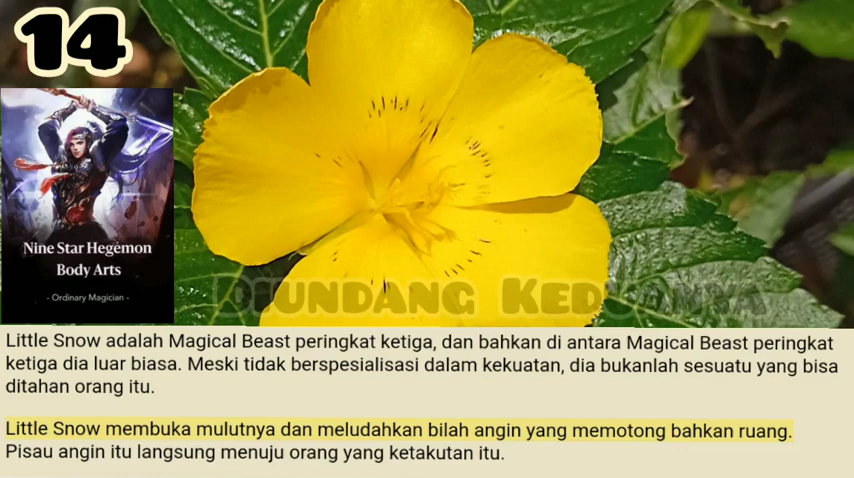 14
Nine Star Hegemon
Body Arts
- Ordinary Magician -
Diundang Keduanya
Little Snow adalah Magical Beast peringkat ketiga, dan bahkan di antara Magical Beast peringkat
ketiga dia luar biasa. Meski tidak berspesialisasi dalam kekuatan, dia bukanlah sesuatu yang bisa
ditahan orang itu.
Little Snow membuka mulutnya dan meludahkan bilah angin yang memotong bahkan ruang.
Pisau angin itu langsung menuju orang yang ketakutan itu.